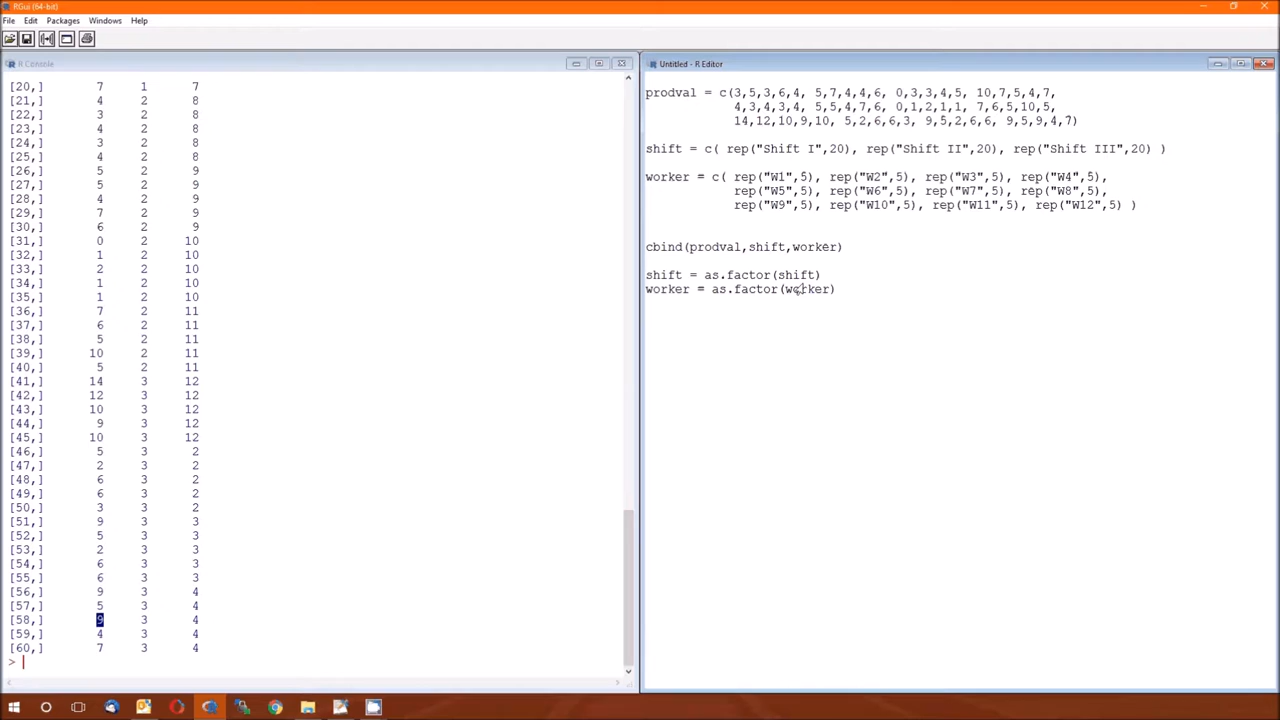 RGui (64-bit)
File Edit Packages Windows Help
R Console
[20,] 7 1 7
[21,] 4 2 8
[22,] 3 2 8
[23,] 4 2 8
[24,] 3 2 8
[25,] 4 2 8
[26,] 5 2 9
[27,] 5 2 9
[28,] 4 2 9
[29,] 7 2 9
[30,] 6 2 9
[31,] 0 2 10
[32,] 1 2 10
[33,] 2 2 10
[34,] 1 2 10
[35,] 1 2 10
[36,] 7 2 11
[37,] 6 2 11
[38,] 5 2 11
[39,] 10 2 11
[40,] 5 2 11
[41,] 14 3 12
[42,] 12 3 12
[43,] 10 3 12
[44,] 9 3 12
[45,] 10 3 12
[46,] 5 3 2
[47,] 2 3 2
[48,] 6 3 2
[49,] 6 3 2
[50,] 3 3 2
[51,] 9 3 3
[52,] 5 3 3
[53,] 2 3 3
[54,] 6 3 3
[55,] 6 3 3
[56,] 9 3 4
[57,] 5 3 4
[58,] 9 3 4
[59,] 4 3 4
[60,] 7 3 4
>
Untitled - R Editor
prodval = c(3,5,3,6,4, 5,7,4,4,6, 0,3,3,4,5, 10,7,5,4,7,
4,3,4,3,4, 5,5,4,7,6, 0,1,2,1,1, 7,6,5,10,5,
14,12,10,9,10, 5,2,6,6,3, 9,5,2,6,6, 9,5,9,4,7)
shift = c( rep("Shift I",20), rep("Shift II",20), rep("Shift III",20) )
worker = c( rep("W1",5), rep("W2",5), rep("W3",5), rep("W4",5),
rep("W5",5), rep("W6",5), rep("W7",5), rep("W8",5),
rep("W9",5), rep("W10",5), rep("W11",5), rep("W12",5) )
cbind(prodval,shift,worker)
shift = as.factor(shift)
worker = as.factor(worker)